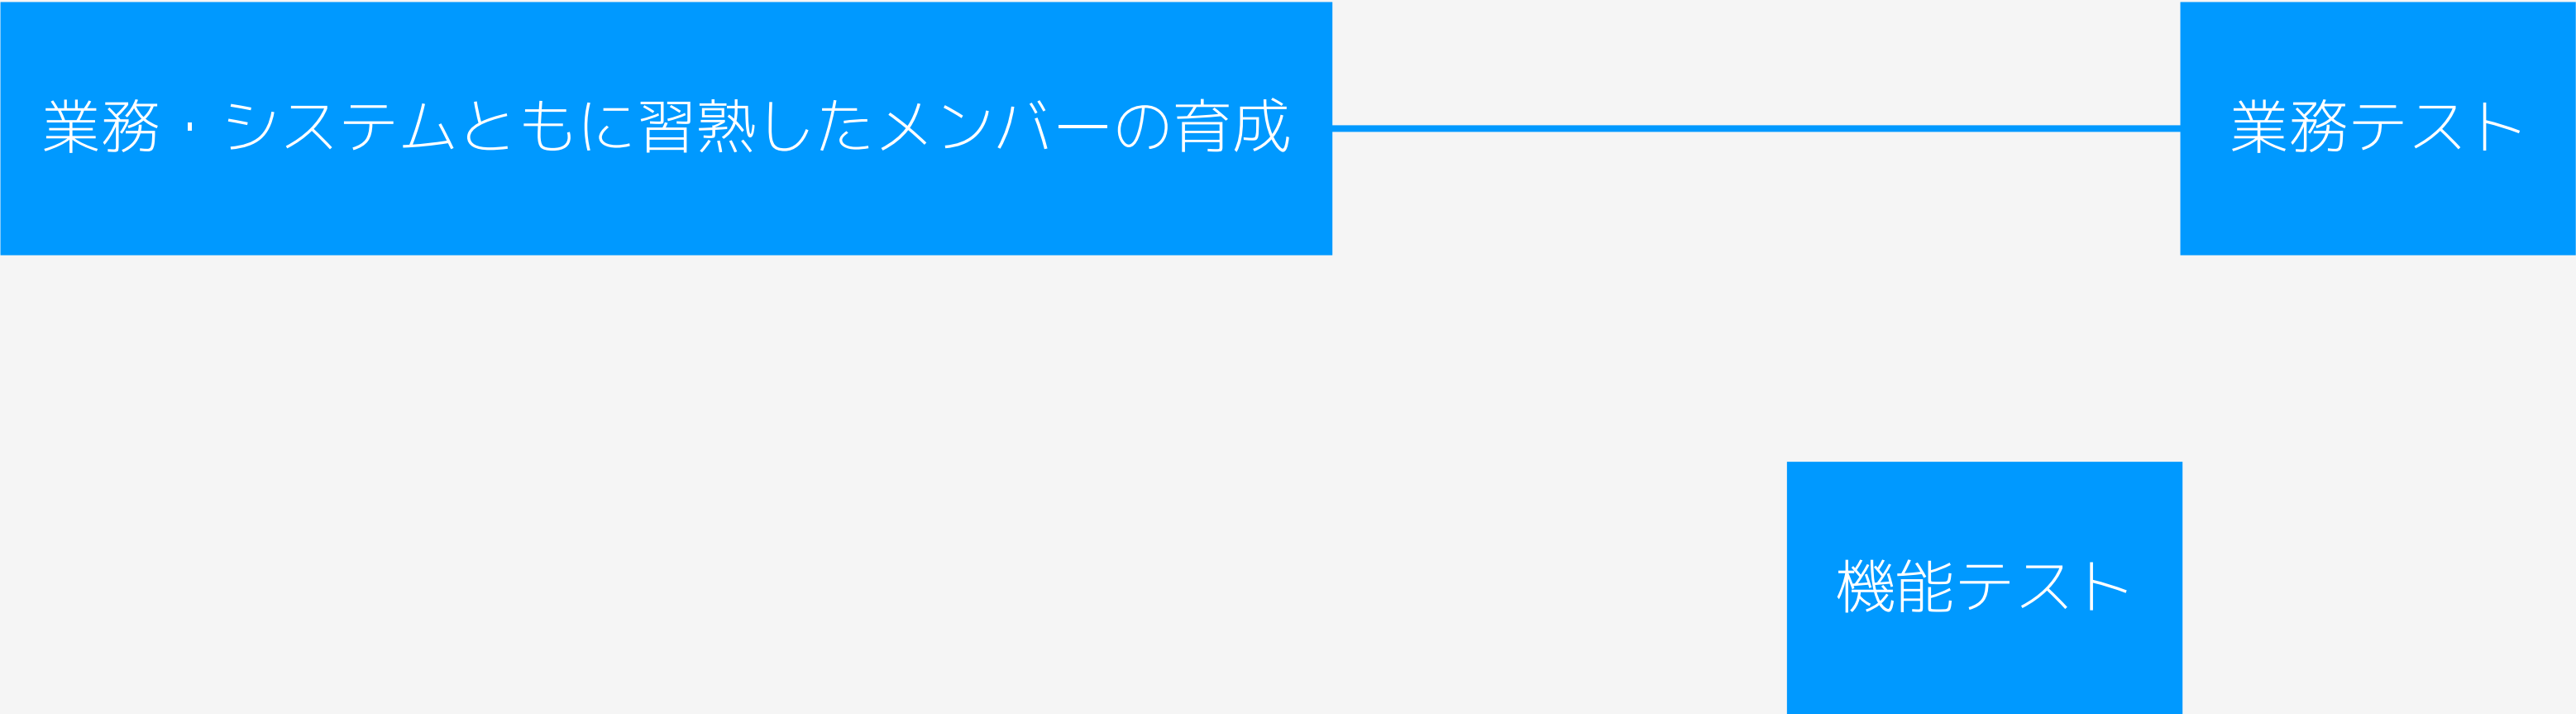 業務・システムともに習熟したメンバーの育成
業務テスト
機能テスト